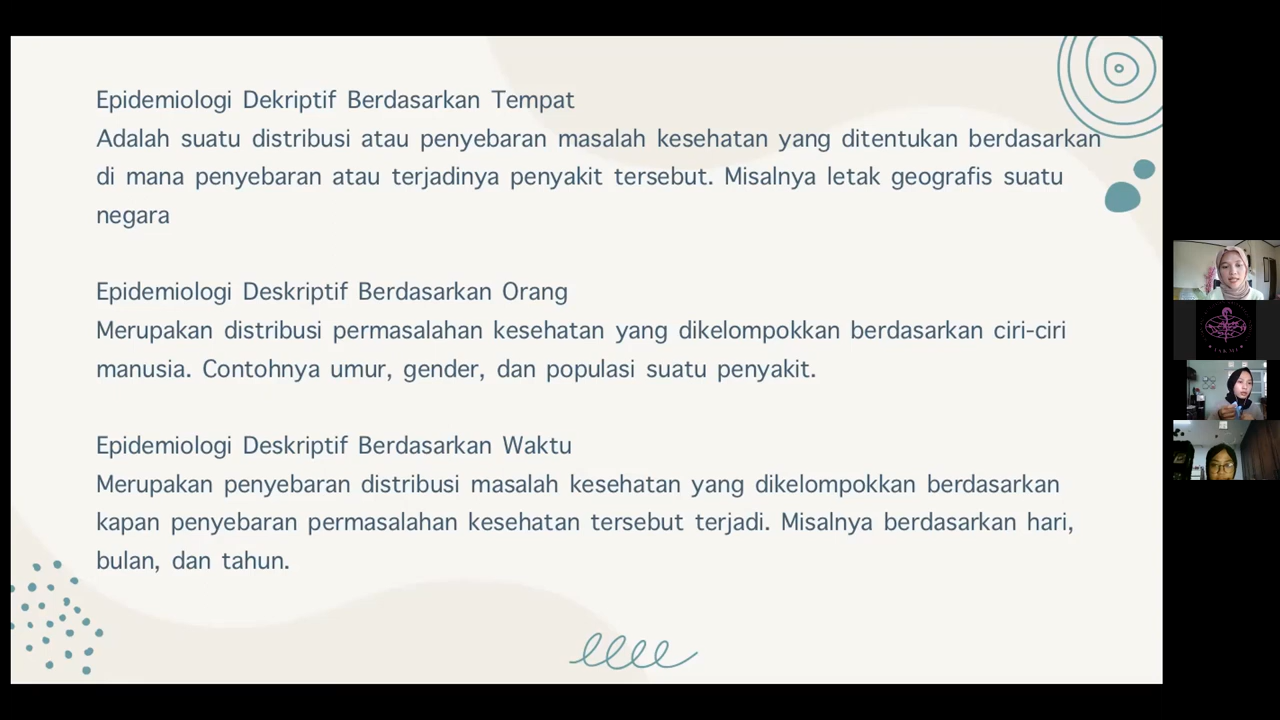 Epidemiologi Dekriptif Berdasarkan Tempat
Adalah suatu distribusi atau penyebaran masalah kesehatan yang ditentukan berdasarkan
di mana penyebaran atau terjadinya penyakit tersebut. Misalnya letak geografis suatu
negara
Epidemiologi Deskriptif Berdasarkan Orang
Merupakan distribusi permasalahan kesehatan yang dikelompokkan berdasarkan ciri-ciri
manusia. Contohnya umur, gender, dan populasi suatu penyakit.
Epidemiologi Deskriptif Berdasarkan Waktu
Merupakan penyebaran distribusi masalah kesehatan yang dikelompokkan berdasarkan
kapan penyebaran permasalahan kesehatan tersebut terjadi. Misalnya berdasarkan hari,
bulan, dan tahun.